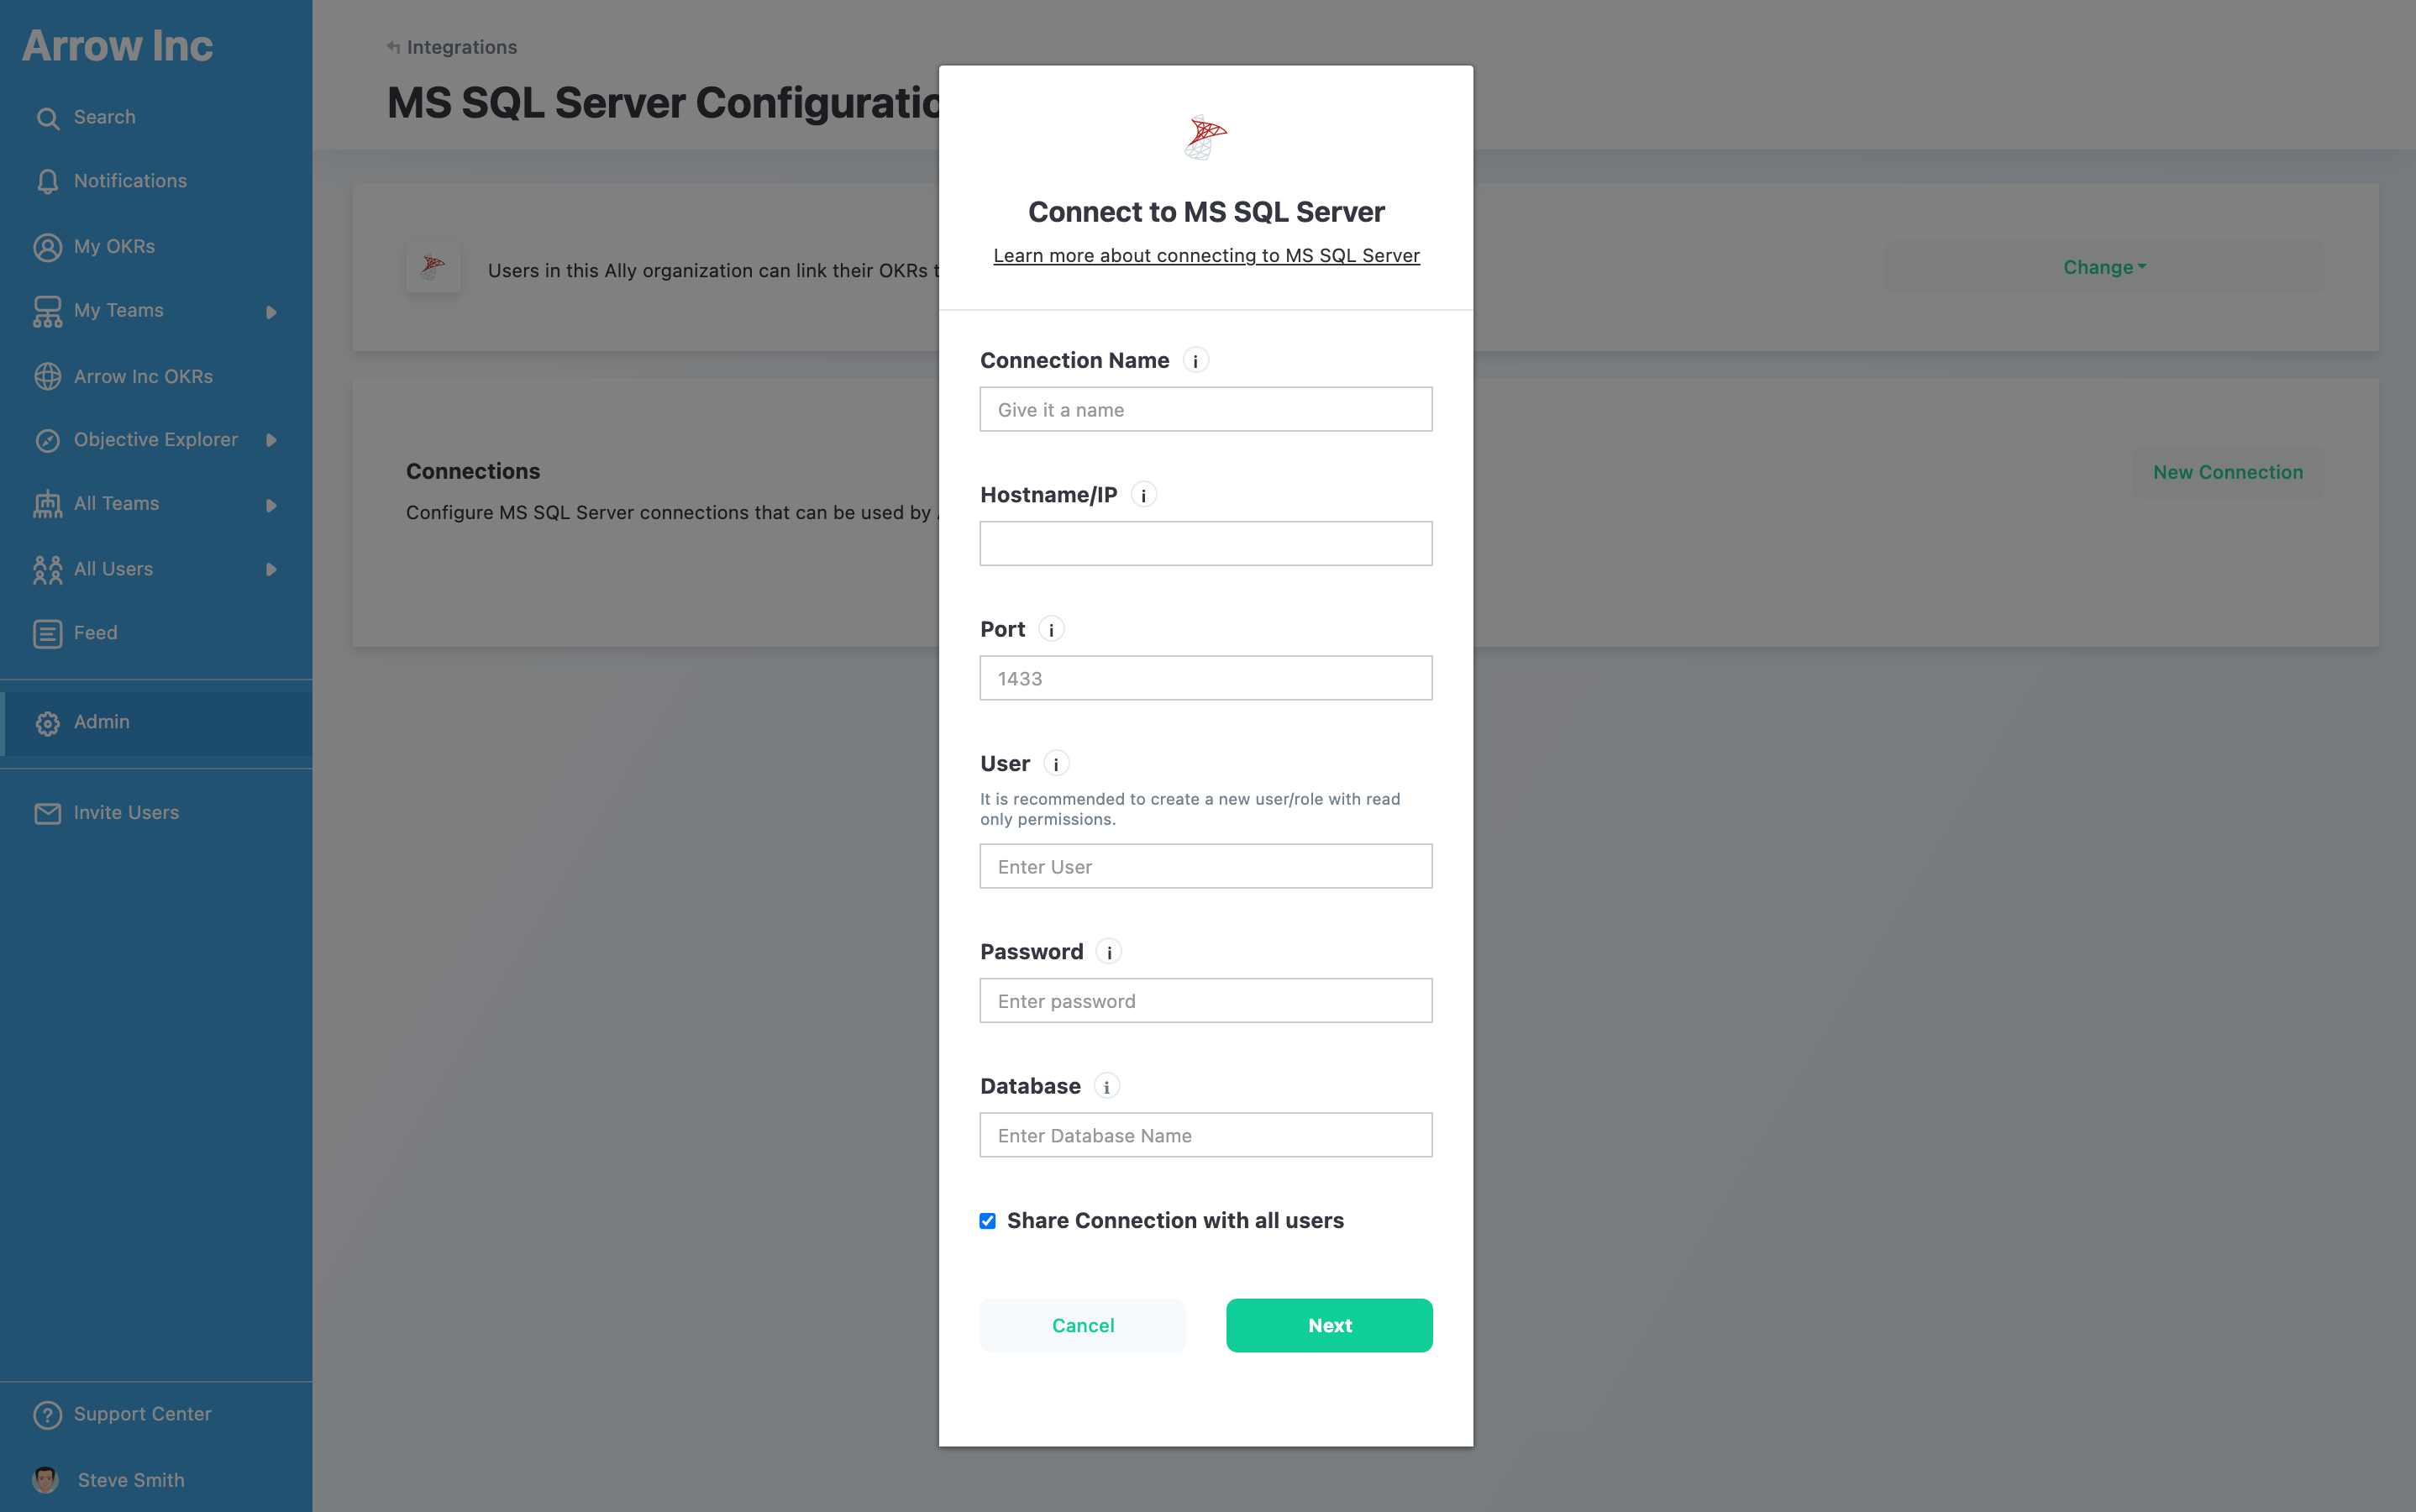 Arrow Inc
Search
Notifications
My OKRs
My Teams
Arrow Inc OKRs
Objective Explorer
All Teams
All Users
Feed
Admin
Invite Users
Support Center
Steve Smith
Integrations
MS SQL Server Configuratio
Users in this Ally organization can link their OKRs t
Change
Connections
Configure MS SQL Server connections that can be used by
New Connection
Connect to MS SQL Server
Learn more about connecting to MS SQL Server
Connection Name i
Give it a name
Hostname/IP i
Port i
1433
User i
It is recommended to create a new user/role with read
only permissions.
Enter User
Password i
Enter password
Database i
Enter Database Name
Share Connection with all users
Cancel
Next